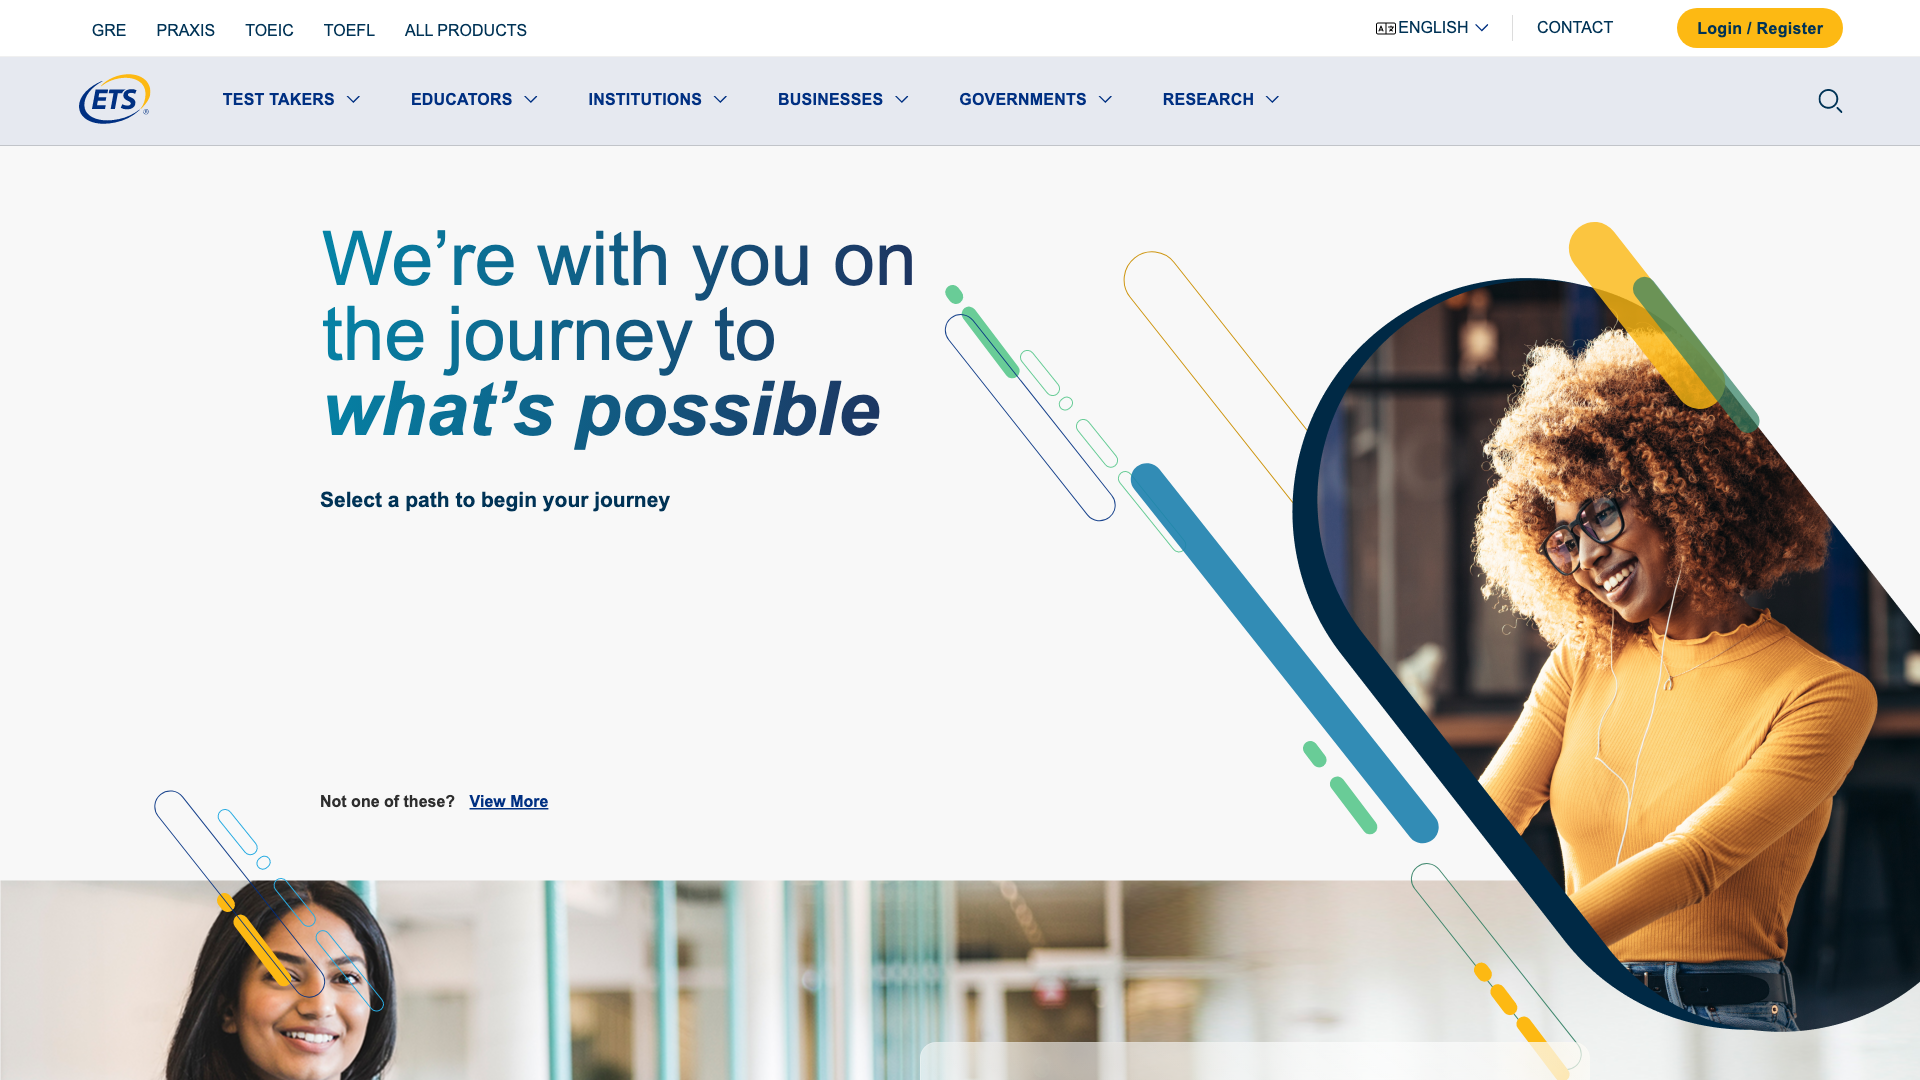 GRE PRAXIS TOEIC TOEFL ALL PRODUCTS ENGLISH CONTACT Login / Register
ETS TEST TAKERS EDUCATORS INSTITUTIONS BUSINESSES GOVERNMENTS RESEARCH
We’re with you on
the journey to
what’s possible
Select a path to begin your journey
Not one of these? View More